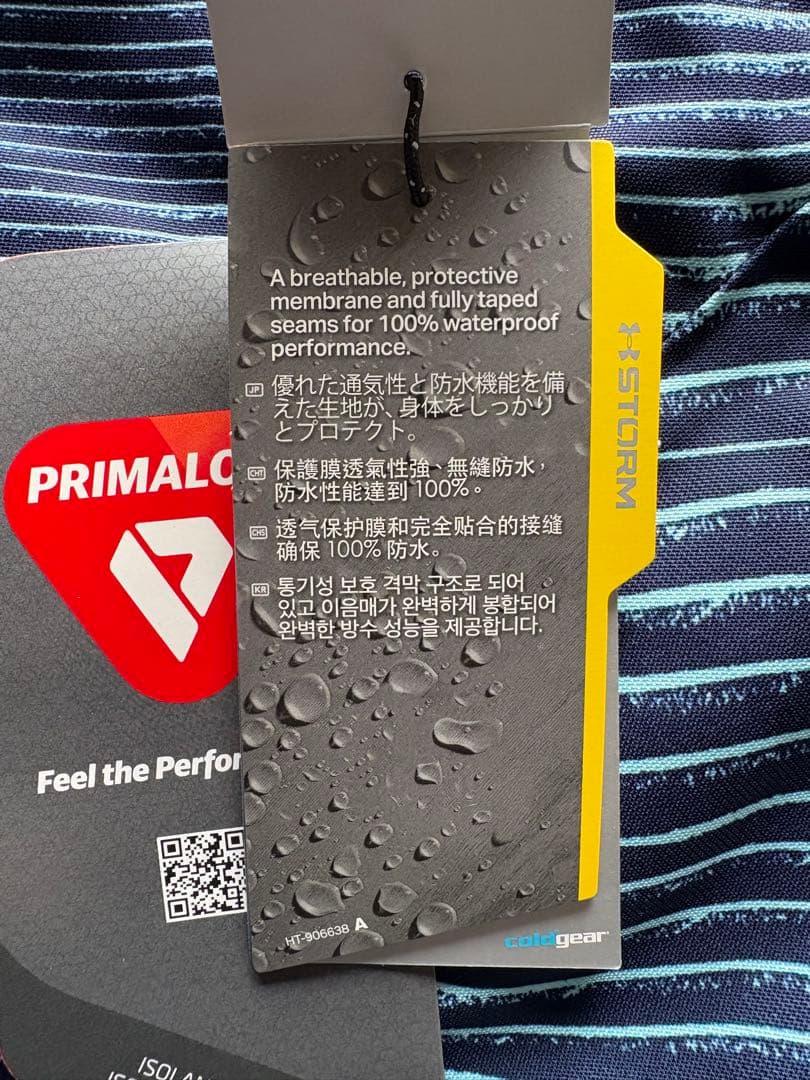 A breathable, protective
membrane and fully taped
seams for 100% waterproof
performance.
JP 優れた通気性と防水機能を備
えた生地が、身体をしっかり
とプロテクト。
CHT 保護膜透氣性強、無縫防水，
防水性能達到 100%。
CHS 透气保护膜和完全贴合的接缝
确保 100% 防水。
KR 통기성 보호 격막 구조로 되어
있고 이음매가 완벽하게 봉합되어
완벽한 방수 성능을 제공합니다.
STORM
HT-906638 A
coldgear
PRIMALO
Feel the Perfor